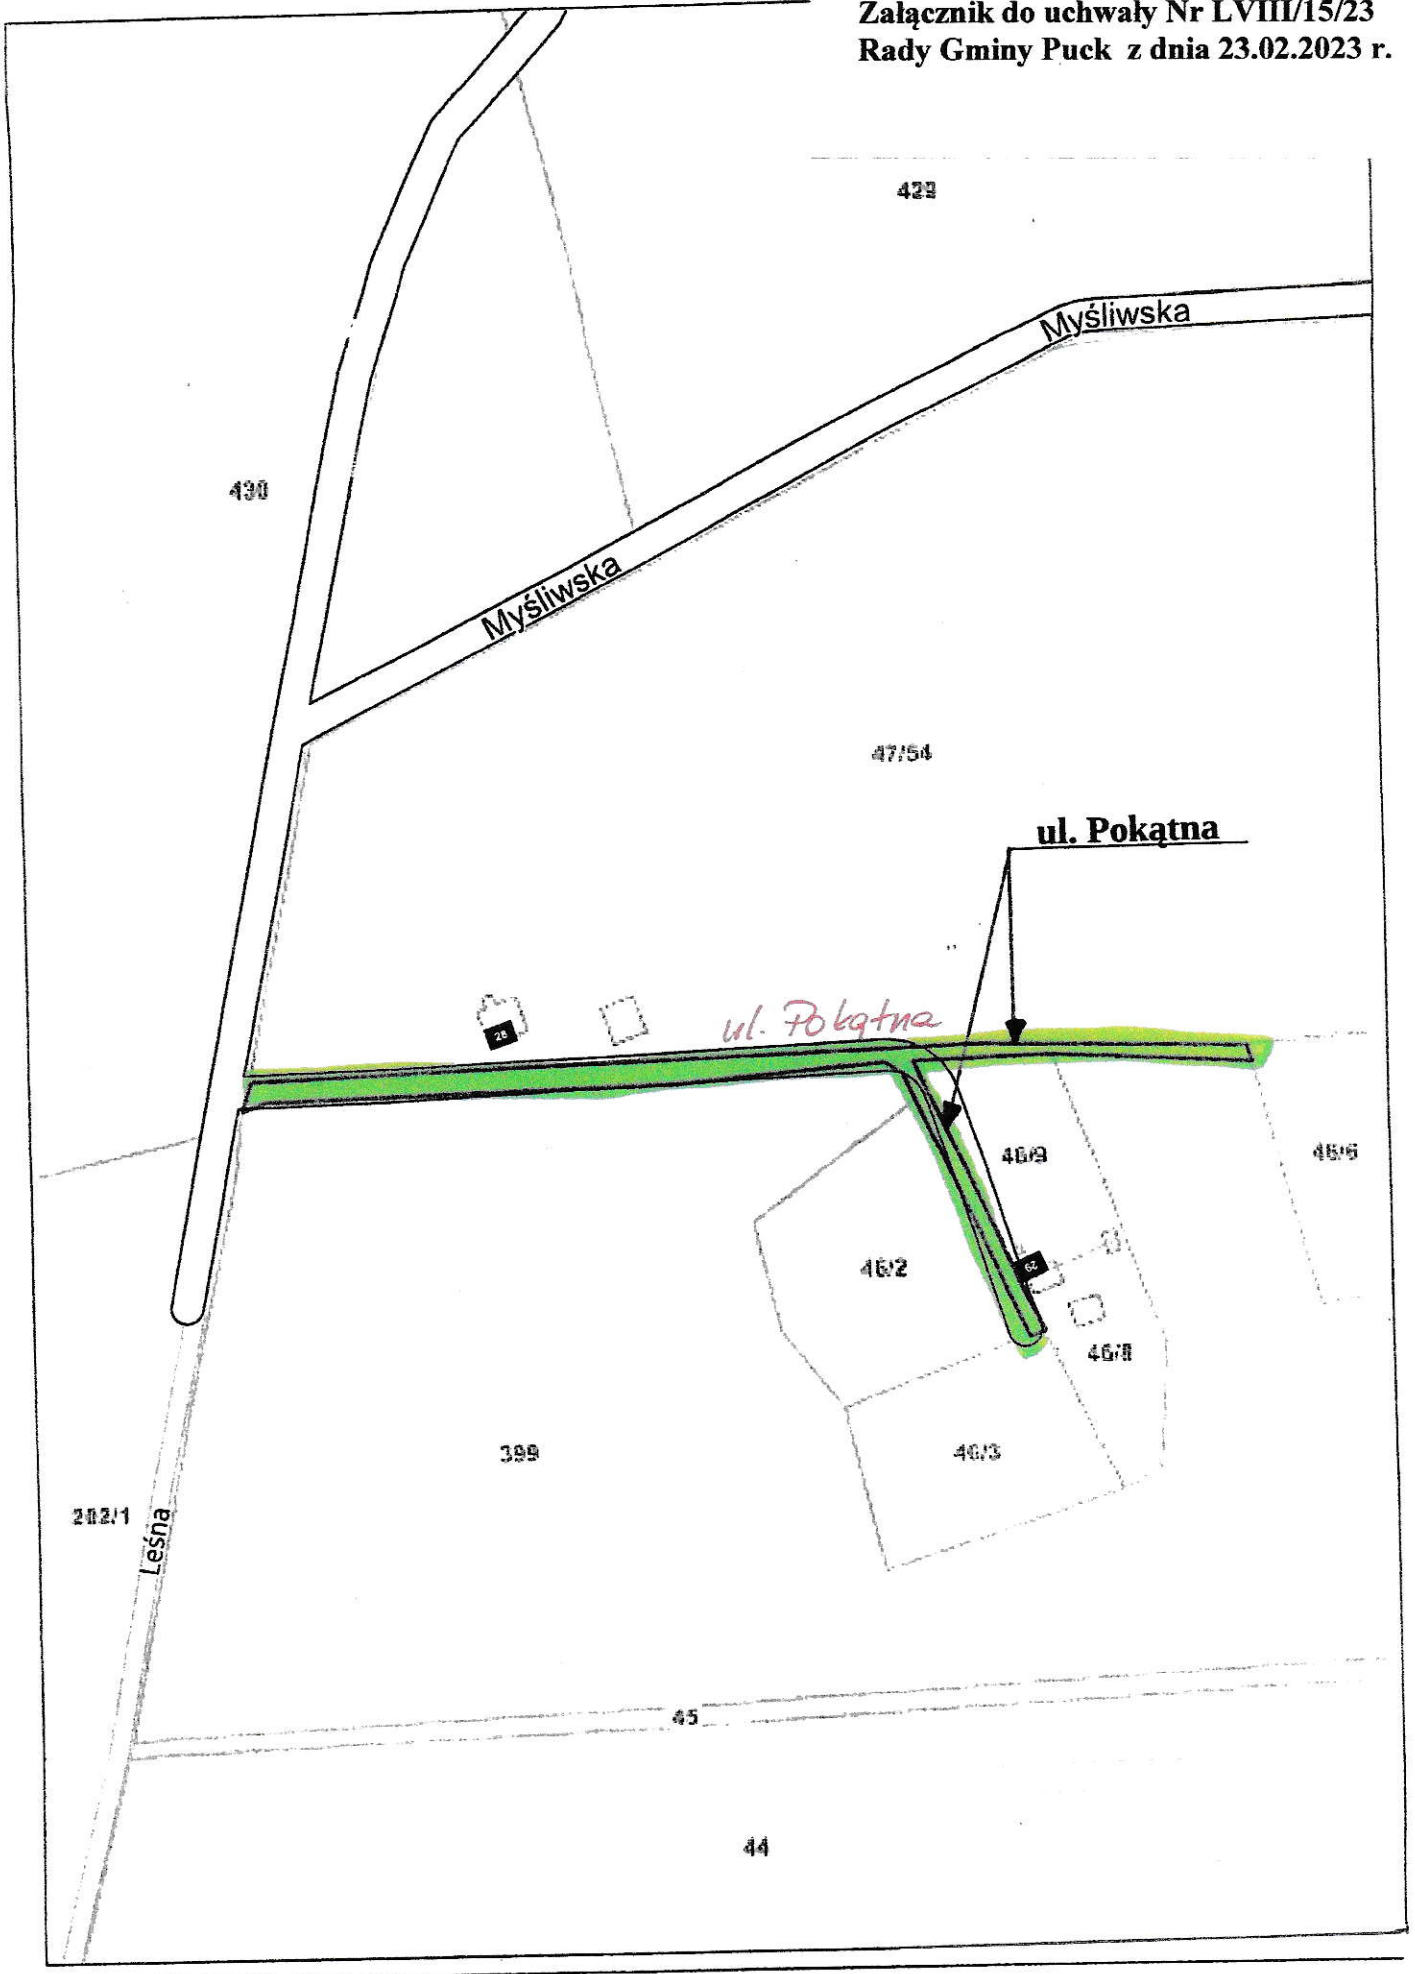 Załącznik do uchwały Nr LVIII/15/23
Rady Gminy Puck z dnia 23.02.2023 r.
429
Myśliwska
430
Myśliwska
47/54
ul. Pokątna
28
ul. Pokątna
46/9
46/6
46/2
29
46/8
399
46/3
202/1
Leśna
45
44